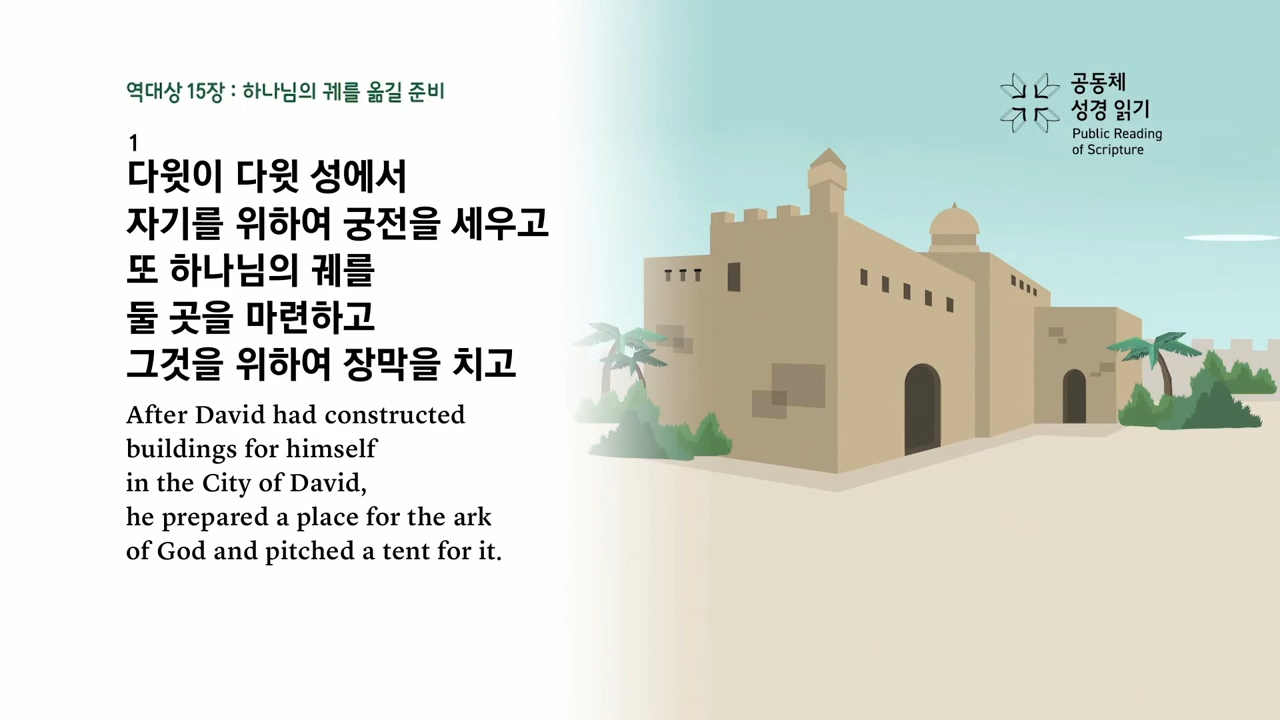 역대상 15장 : 하나님의 궤를 옮길 준비
1
다윗이 다윗 성에서
자기를 위하여 궁전을 세우고
또 하나님의 궤를
둘 곳을 마련하고
그것을 위하여 장막을 치고
After David had constructed
buildings for himself
in the City of David,
he prepared a place for the ark
of God and pitched a tent for it.
공동체
성경 읽기
Public Reading
of Scripture